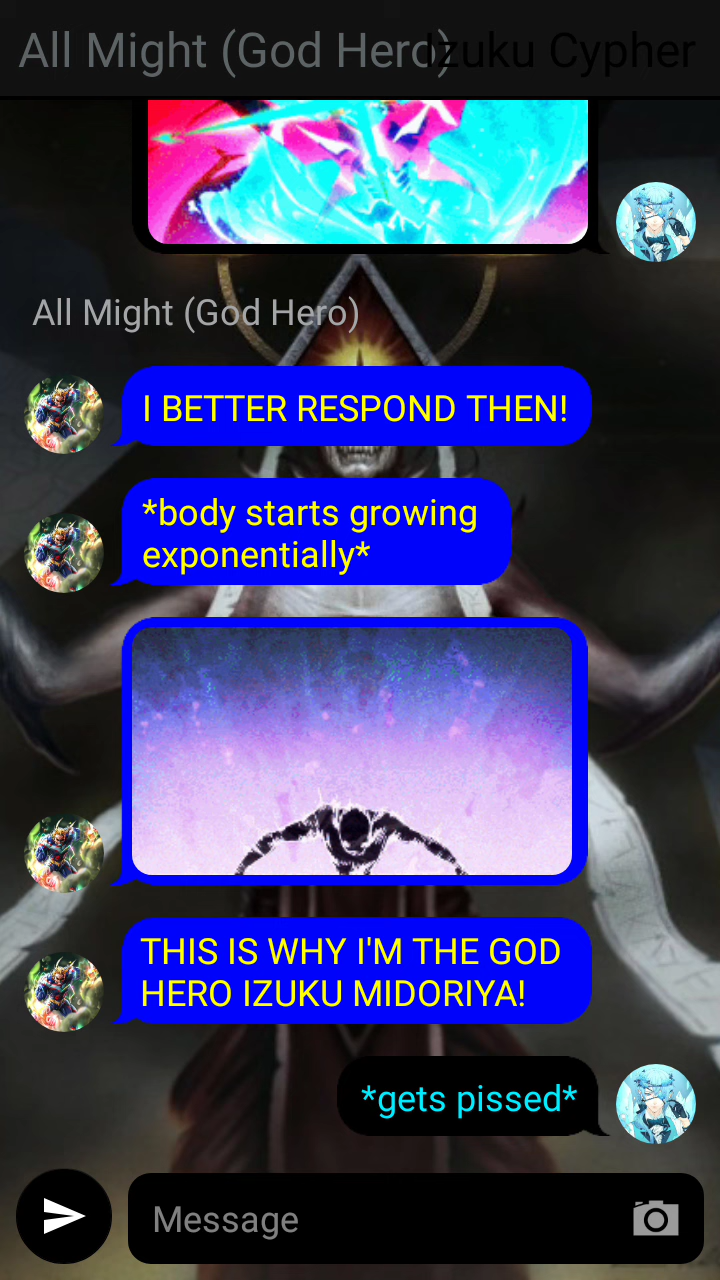 All Might (God Hero)
Izuku Cypher
All Might (God Hero)
I BETTER RESPOND THEN!
*body starts growing
exponentially*
THIS IS WHY I'M THE GOD
HERO IZUKU MIDORIYA!
*gets pissed*
Message